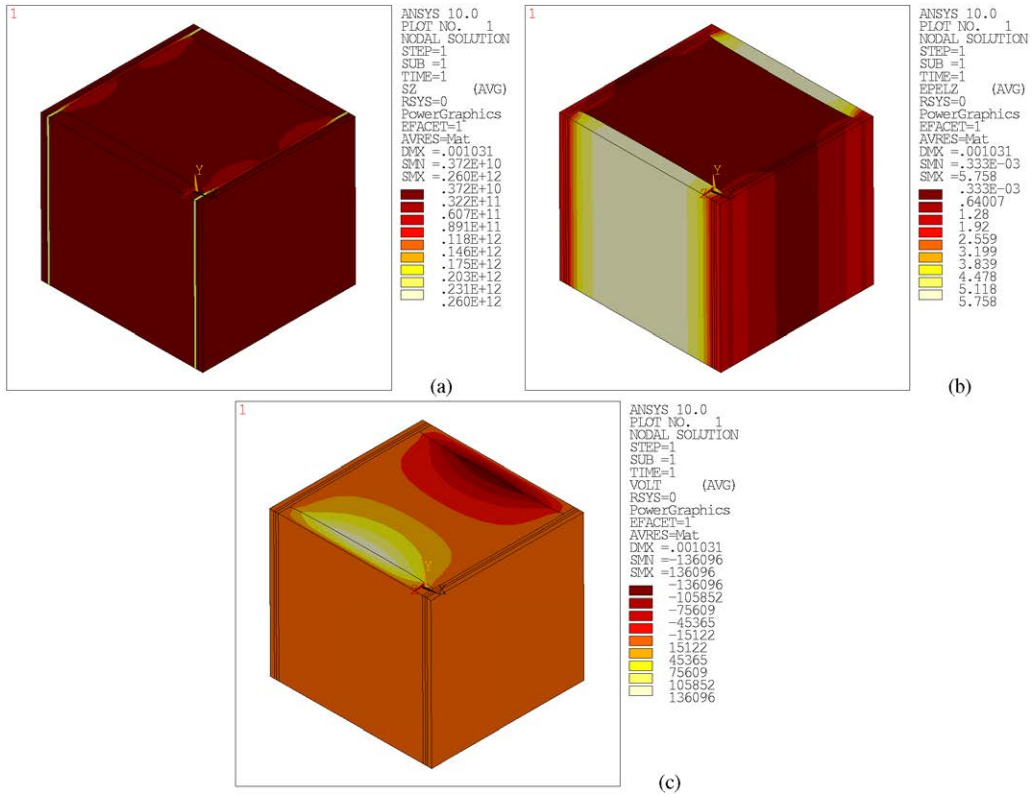 1
ANSYS 10.0
PLOT NO. 1
NODAL SOLUTION
STEP=1
SUB =1
TIME=1
SZ (AVG)
RSYS=0
PowerGraphics
EFACET=1
AVRES=Mat
DMX =.001031
SMN =.372E+10
SMX =.260E+12
.372E+10
.322E+11
.607E+11
.891E+11
.118E+12
.146E+12
.175E+12
.203E+12
.231E+12
.260E+12
Y
(a)
1
ANSYS 10.0
PLOT NO. 1
NODAL SOLUTION
STEP=1
SUB =1
TIME=1
EPELZ (AVG)
RSYS=0
PowerGraphics
EFACET=1
AVRES=Mat
DMX =.001031
SMN =.333E-03
SMX =5.758
.333E-03
.64007
1.28
1.92
2.559
3.199
3.839
4.478
5.118
5.758
Y
Z
(b)
1
ANSYS 10.0
PLOT NO. 1
NODAL SOLUTION
STEP=1
SUB =1
TIME=1
VOLT (AVG)
RSYS=0
PowerGraphics
EFACET=1
AVRES=Mat
DMX =.001031
SMN =-136096
SMX =136096
-136096
-105852
-75609
-45365
-15122
15122
45365
75609
105852
136096
Y
Z X
(c)